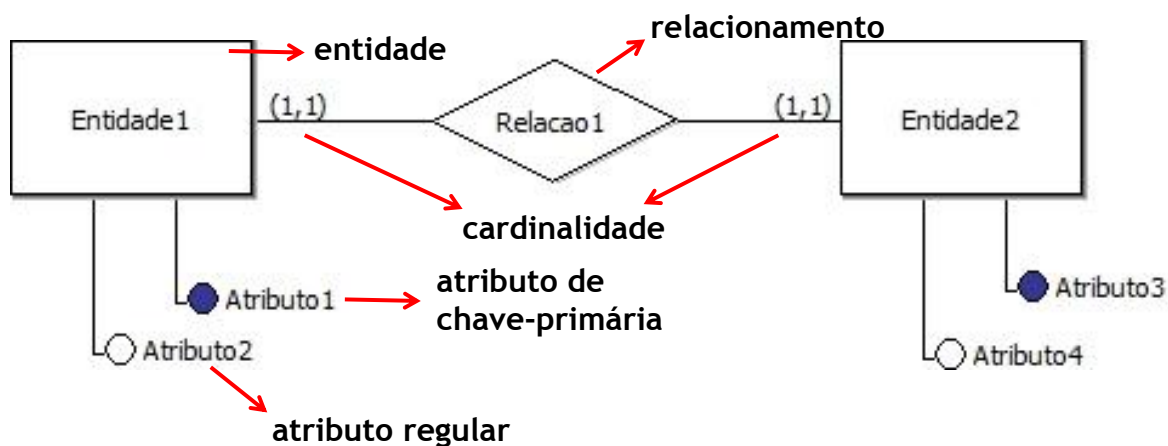 relacionamento
entidade
Entidade1
(1,1)
Relacao1
(1,1)
Entidade2
cardinalidade
Atributo1
atributo de
chave-primária
Atributo3
Atributo2
Atributo4
atributo regular